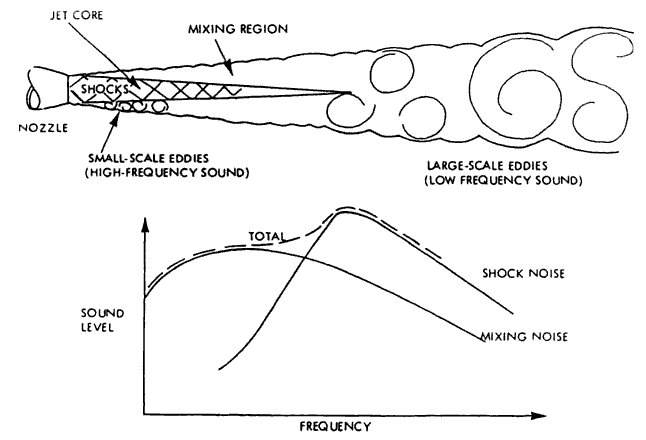 JET CORE
MIXING REGION
SHOCKS
NOZZLE
SMALL-SCALE EDDIES
(HIGH-FREQUENCY SOUND)
LARGE-SCALE EDDIES
(LOW FREQUENCY SOUND)
TOTAL
SHOCK NOISE
SOUND
LEVEL
MIXING NOISE
FREQUENCY